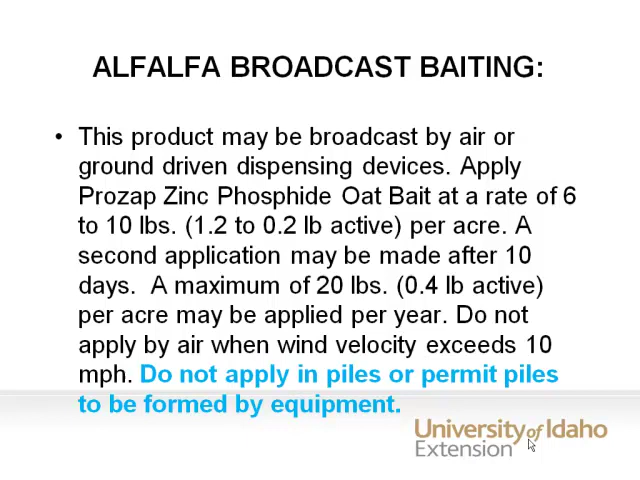 ALFALFA BROADCAST BAITING:
• This product may be broadcast by air or
ground driven dispensing devices. Apply
Prozap Zinc Phosphide Oat Bait at a rate of 6
to 10 lbs. (1.2 to 0.2 lb active) per acre. A
second application may be made after 10
days.  A maximum of 20 lbs. (0.4 lb active)
per acre may be applied per year. Do not
apply by air when wind velocity exceeds 10
mph. Do not apply in piles or permit piles
to be formed by equipment.
University of Idaho
Extension